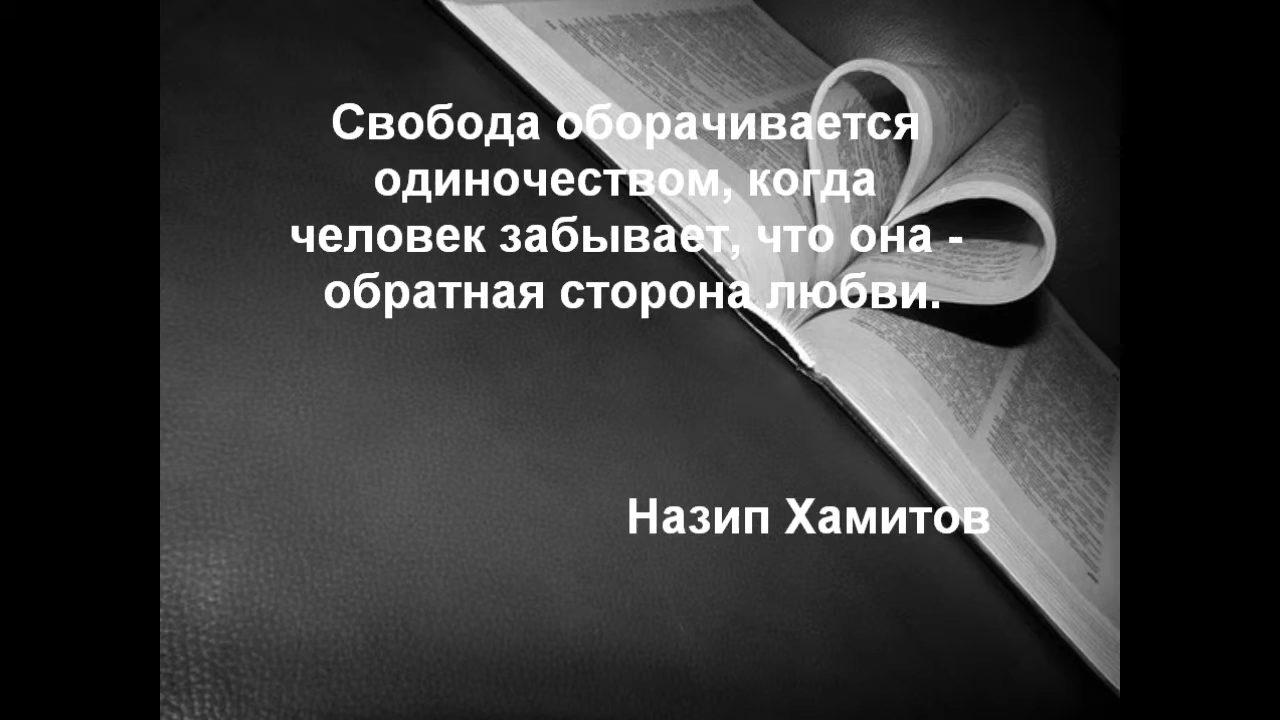 Свобода оборачивается
одиночеством, когда
человек забывает, что она -
обратная сторона любви.
Назип Хамитов